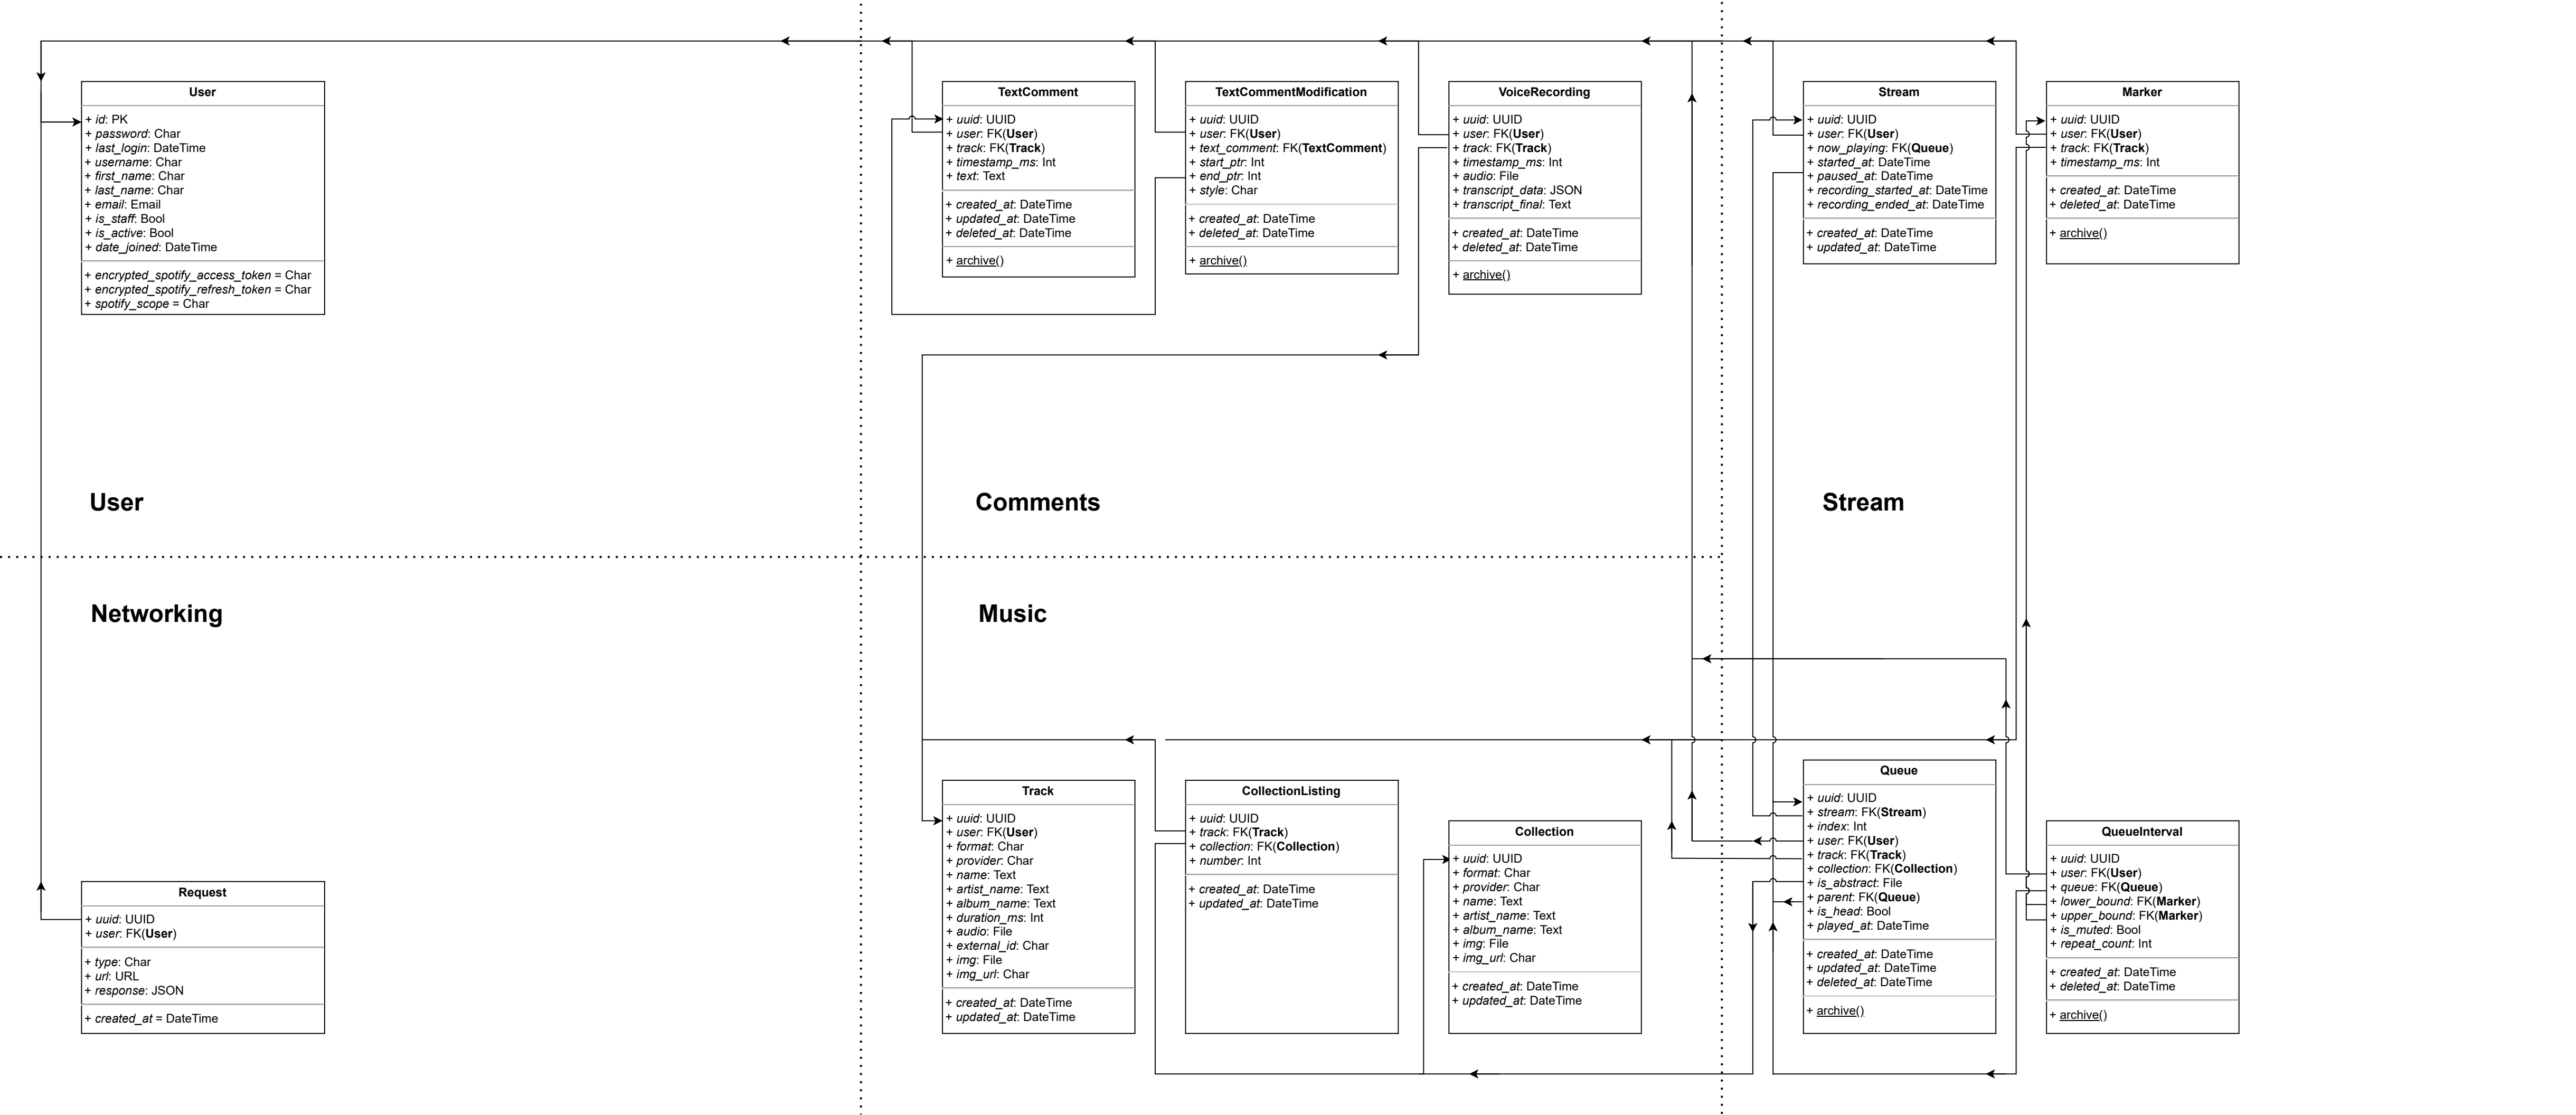 User
+ id: PK
+ password: Char
+ last_login: DateTime
+ username: Char
+ first_name: Char
+ last_name: Char
+ email: Email
+ is_staff: Bool
+ is_active: Bool
+ date_joined: DateTime
+ encrypted_spotify_access_token = Char
+ encrypted_spotify_refresh_token = Char
+ spotify_scope = Char
TextComment
+ uuid: UUID
+ user: FK(User)
+ track: FK(Track)
+ timestamp_ms: Int
+ text: Text
+ created_at: DateTime
+ updated_at: DateTime
+ deleted_at: DateTime
+ archive()
TextCommentModification
+ uuid: UUID
+ user: FK(User)
+ text_comment: FK(TextComment)
+ start_ptr: Int
+ end_ptr: Int
+ style: Char
+ created_at: DateTime
+ deleted_at: DateTime
+ archive()
VoiceRecording
+ uuid: UUID
+ user: FK(User)
+ track: FK(Track)
+ timestamp_ms: Int
+ audio: File
+ transcript_data: JSON
+ transcript_final: Text
+ created_at: DateTime
+ deleted_at: DateTime
+ archive()
Stream
+ uuid: UUID
+ user: FK(User)
+ now_playing: FK(Queue)
+ started_at: DateTime
+ paused_at: DateTime
+ recording_started_at: DateTime
+ recording_ended_at: DateTime
+ created_at: DateTime
+ updated_at: DateTime
Marker
+ uuid: UUID
+ user: FK(User)
+ track: FK(Track)
+ timestamp_ms: Int
+ created_at: DateTime
+ deleted_at: DateTime
+ archive()
User
Comments
Stream
Networking
Music
Request
+ uuid: UUID
+ user: FK(User)
+ type: Char
+ url: URL
+ response: JSON
+ created_at = DateTime
Track
+ uuid: UUID
+ user: FK(User)
+ format: Char
+ provider: Char
+ name: Text
+ artist_name: Text
+ album_name: Text
+ duration_ms: Int
+ audio: File
+ external_id: Char
+ img: File
+ img_url: Char
+ created_at: DateTime
+ updated_at: DateTime
CollectionListing
+ uuid: UUID
+ track: FK(Track)
+ collection: FK(Collection)
+ number: Int
+ created_at: DateTime
+ updated_at: DateTime
Collection
+ uuid: UUID
+ format: Char
+ provider: Char
+ name: Text
+ artist_name: Text
+ album_name: Text
+ img: File
+ img_url: Char
+ created_at: DateTime
+ updated_at: DateTime
Queue
+ uuid: UUID
+ stream: FK(Stream)
+ index: Int
+ user: FK(User)
+ track: FK(Track)
+ collection: FK(Collection)
+ is_abstract: File
+ parent: FK(Queue)
+ is_head: Bool
+ played_at: DateTime
+ created_at: DateTime
+ updated_at: DateTime
+ deleted_at: DateTime
+ archive()
QueueInterval
+ uuid: UUID
+ user: FK(User)
+ queue: FK(Queue)
+ lower_bound: FK(Marker)
+ upper_bound: FK(Marker)
+ is_muted: Bool
+ repeat_count: Int
+ created_at: DateTime
+ deleted_at: DateTime
+ archive()